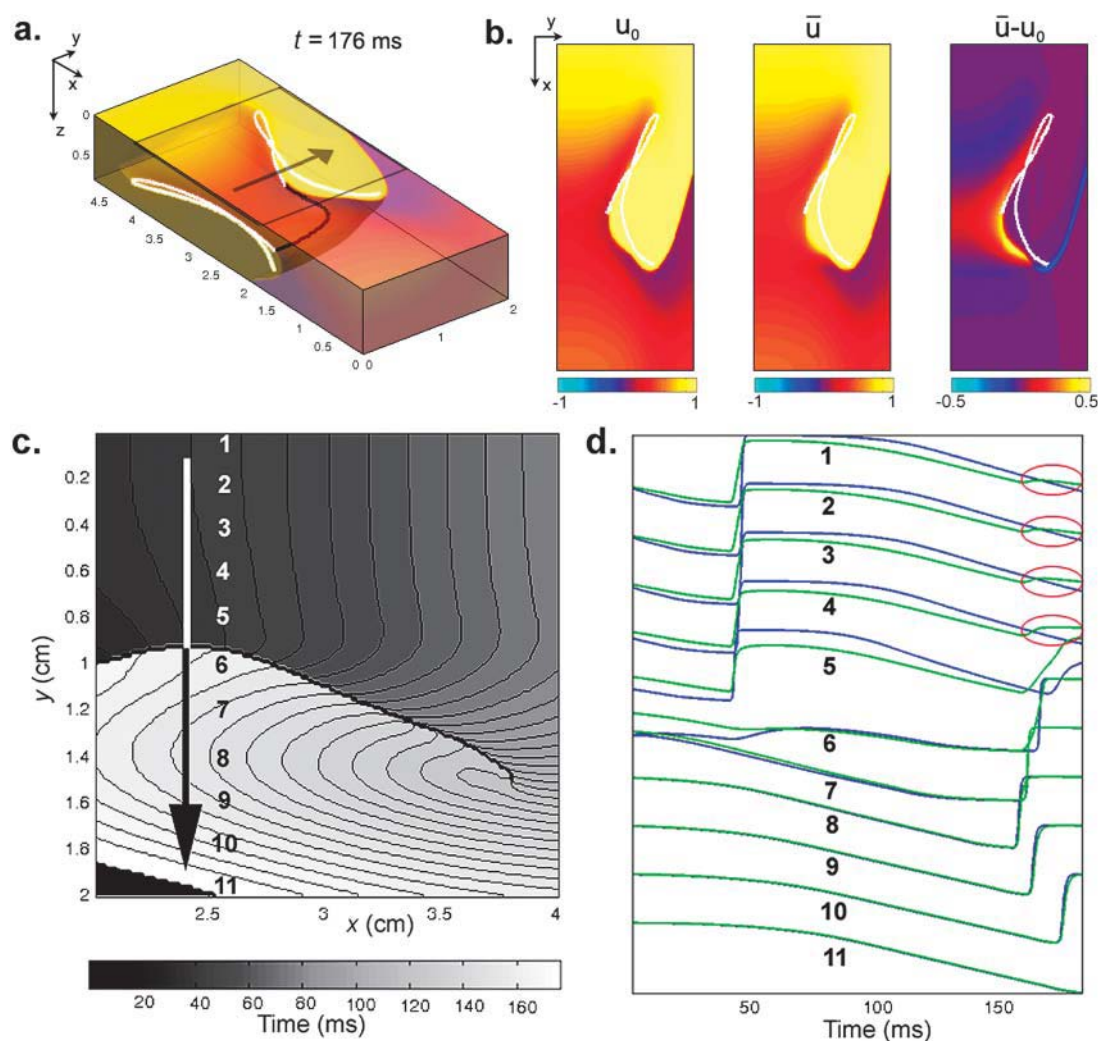 a.
t = 176 ms
y
x
z
0
0.5
0.5
4.5
4
3.5
3
2.5
2
1.5
1
0.5
0 0
1
2
b.
y
x
u0
u̅
u̅-u0
-1 1
-1 1
-0.5 0.5
c.
0.2
0.4
0.6
0.8
1
1.2
1.4
1.6
1.8
2
y (cm)
1
2
3
4
5
6
7
8
9
10
11
2.5 3 3.5 4
x (cm)
20 40 60 80 100 120 140 160
Time (ms)
d.
1
2
3
4
5
6
7
8
9
10
11
50 100 150
Time (ms)